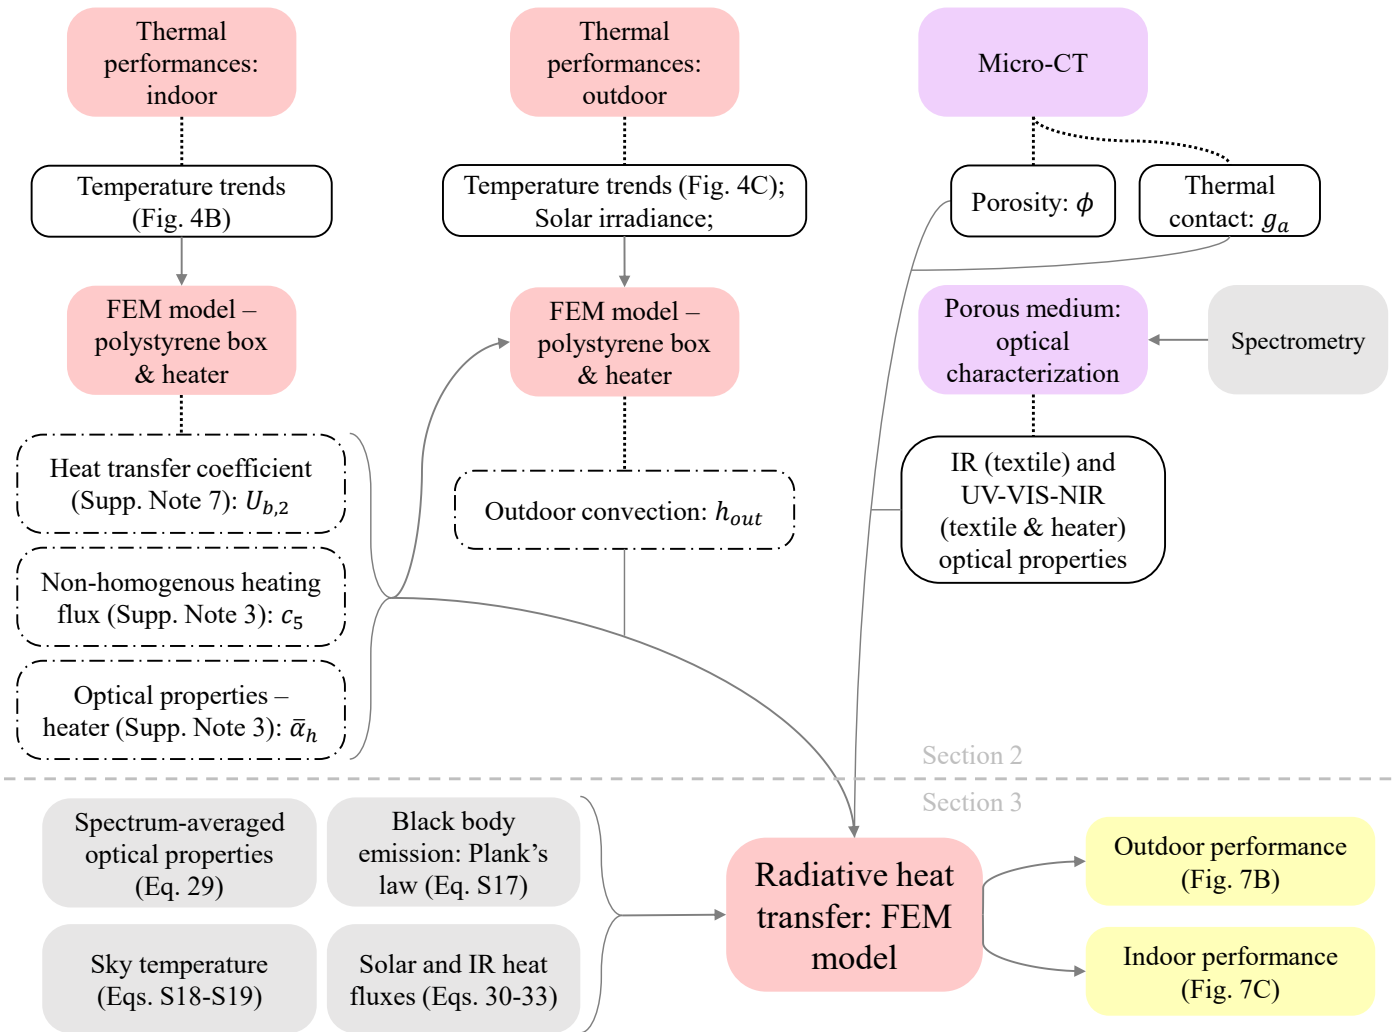 Thermal
performances:
indoor
Thermal
performances:
outdoor
Micro-CT
Temperature trends
(Fig. 4B)
Temperature trends (Fig. 4C);
Solar irradiance;
Porosity: ϕ
Thermal
contact: gₐ
FEM model –
polystyrene box
& heater
FEM model –
polystyrene box
& heater
Porous medium:
optical
characterization
Spectrometry
Heat transfer coefficient
(Supp. Note 7): U_{b,2}
Non-homogenous heating
flux (Supp. Note 3): c₅
Optical properties –
heater (Supp. Note 3): ᾱₕ
Outdoor convection: h_{out}
IR (textile) and
UV-VIS-NIR
(textile & heater)
optical properties
Section 2
Section 3
Spectrum-averaged
optical properties
(Eq. 29)
Black body
emission: Plank's
law (Eq. S17)
Sky temperature
(Eqs. S18-S19)
Solar and IR heat
fluxes (Eqs. 30-33)
Radiative heat
transfer: FEM
model
Outdoor performance
(Fig. 7B)
Indoor performance
(Fig. 7C)